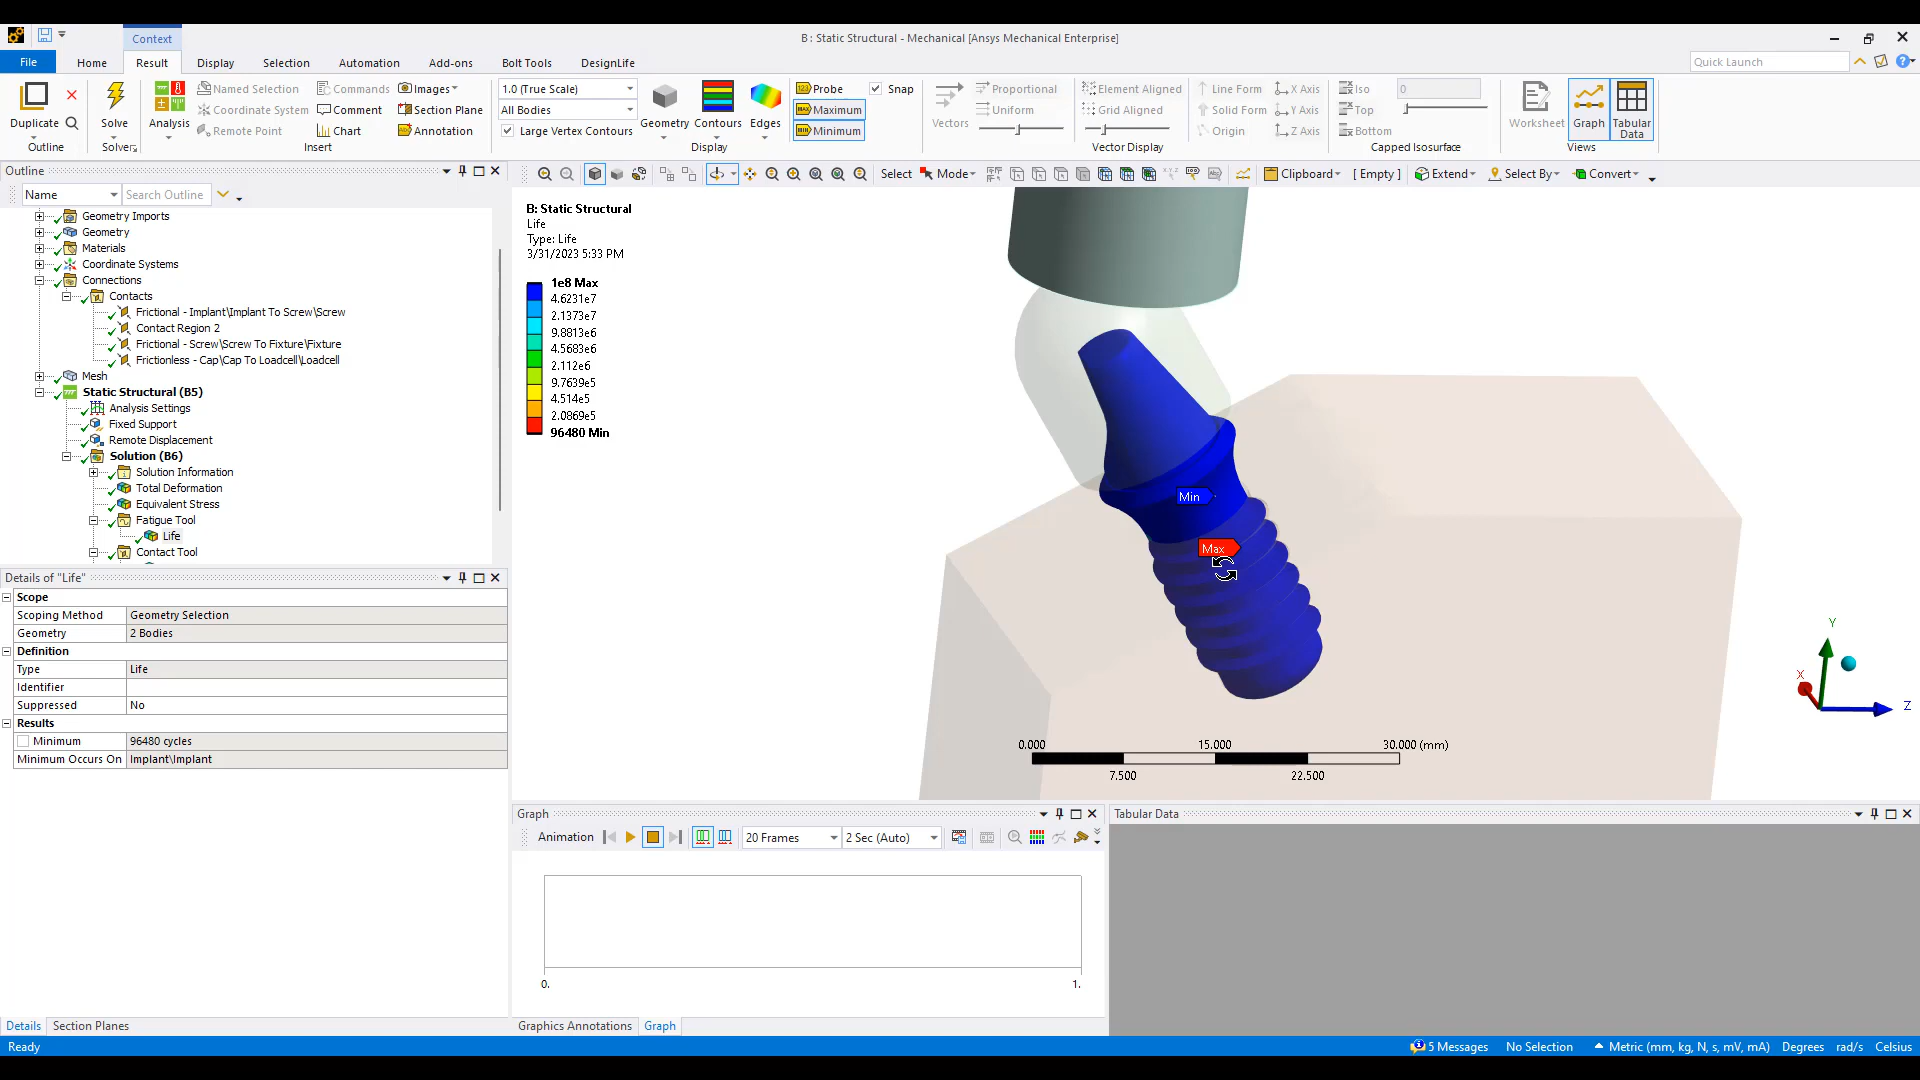 Context
B : Static Structural - Mechanical [Ansys Mechanical Enterprise]
File Home Result Display Selection Automation Add-ons Bolt Tools DesignLife
Quick Launch
Duplicate
Outline
Solve
Solver
Analysis
Named Selection
Coordinate System
Remote Point
Commands
Comment
Chart
Images
Section Plane
Annotation
Insert
1.0 (True Scale)
All Bodies
Large Vertex Contours
Geometry
Contours
Edges
Display
Probe
Maximum
Minimum
Snap
Vectors
Proportional
Uniform
Element Aligned
Grid Aligned
Line Form
Solid Form
Origin
X Axis
Y Axis
Z Axis
Vector Display
Iso
0
Top
Bottom
Capped Isosurface
Worksheet
Graph
Tabular
Data
Views
Outline
Name
Search Outline
Select Mode
Clipboard [ Empty ] Extend Select By Convert
Geometry Imports
Geometry
Materials
Coordinate Systems
Connections
Contacts
Frictional - Implant\Implant To Screw\Screw
Contact Region 2
Frictional - Screw\Screw To Fixture\Fixture
Frictionless - Cap\Cap To Loadcell\Loadcell
Mesh
Static Structural (B5)
Analysis Settings
Fixed Support
Remote Displacement
Solution (B6)
Solution Information
Total Deformation
Equivalent Stress
Fatigue Tool
Life
Contact Tool
Details of "Life"
Scope
Scoping Method Geometry Selection
Geometry 2 Bodies
Definition
Type Life
Identifier
Suppressed No
Results
Minimum 96480 cycles
Minimum Occurs On Implant\Implant
Details Section Planes
B: Static Structural
Life
Type: Life
3/31/2023 5:33 PM
1e8 Max
4.6231e7
2.1373e7
9.8813e6
4.5683e6
2.112e6
9.7639e5
4.514e5
2.0869e5
96480 Min
Min
Max
Y
X
Z
0.000 15.000 30.000 (mm)
7.500 22.500
Graph
Animation 20 Frames 2 Sec (Auto)
0. 1.
Graphics Annotations Graph
Tabular Data
Ready
5 Messages No Selection Metric (mm, kg, N, s, mV, mA) Degrees rad/s Celsius